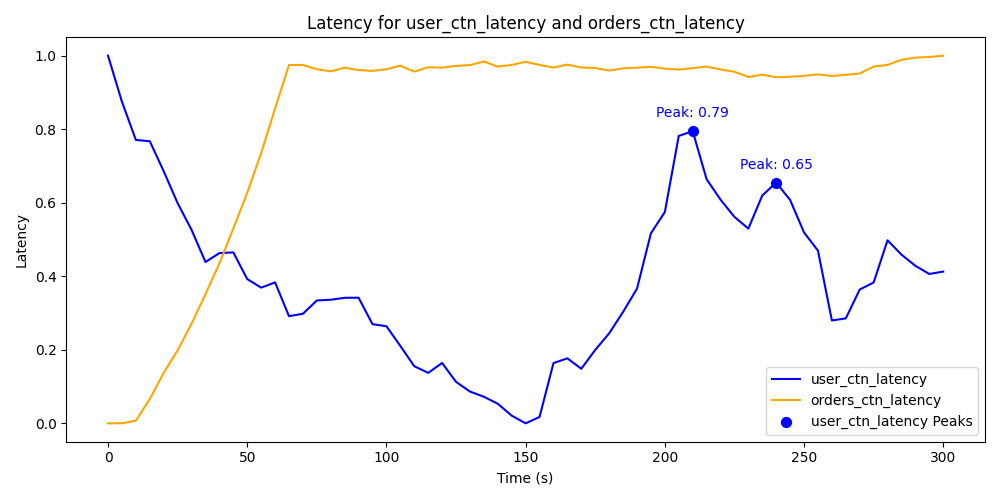 Latency for user_ctn_latency and orders_ctn_latency
1.0
0.8
0.6
0.4
0.2
0.0
Latency
Peak: 0.79
Peak: 0.65
user_ctn_latency
orders_ctn_latency
user_ctn_latency Peaks
0 50 100 150 200 250 300
Time (s)